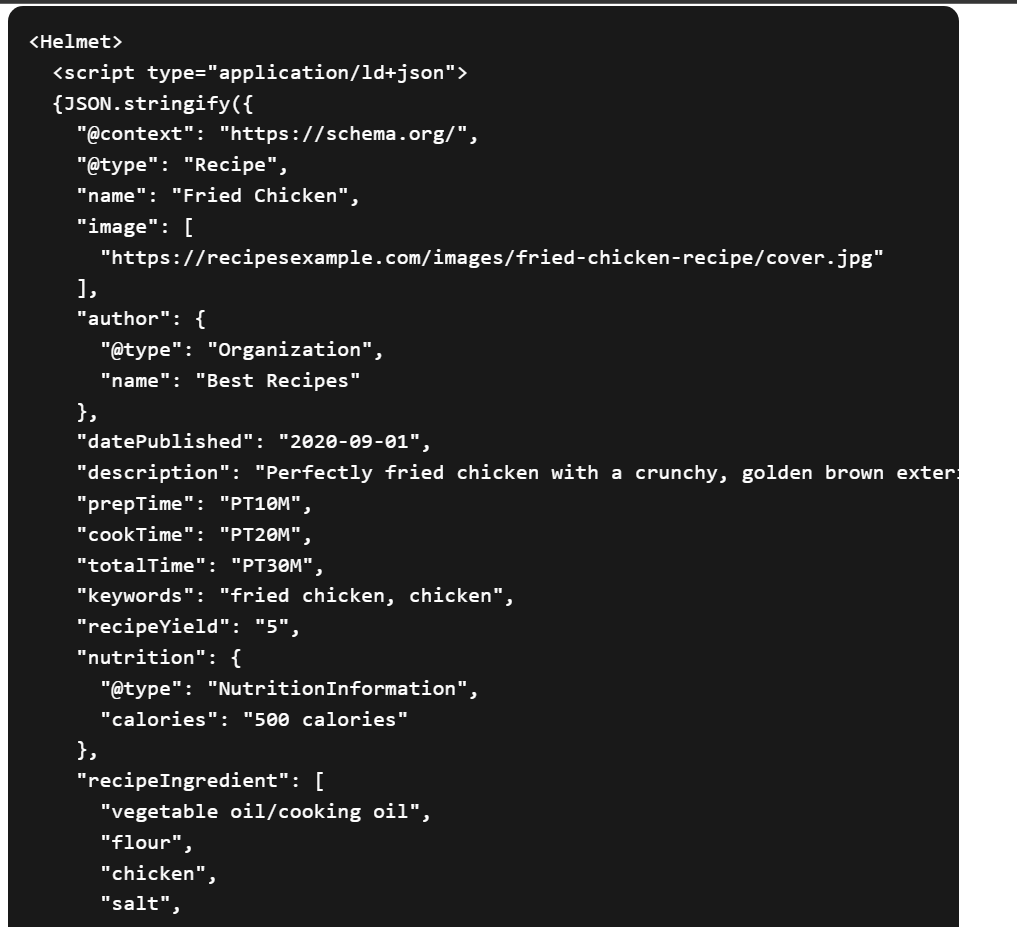 <Helmet>
<script type="application/ld+json">
{JSON.stringify({
"@context": "https://schema.org/",
"@type": "Recipe",
"name": "Fried Chicken",
"image": [
"https://recipesexample.com/images/fried-chicken-recipe/cover.jpg"
],
"author": {
"@type": "Organization",
"name": "Best Recipes"
},
"datePublished": "2020-09-01",
"description": "Perfectly fried chicken with a crunchy, golden brown exteri
"prepTime": "PT10M",
"cookTime": "PT20M",
"totalTime": "PT30M",
"keywords": "fried chicken, chicken",
"recipeYield": "5",
"nutrition": {
"@type": "NutritionInformation",
"calories": "500 calories"
},
"recipeIngredient": [
"vegetable oil/cooking oil",
"flour",
"chicken",
"salt",